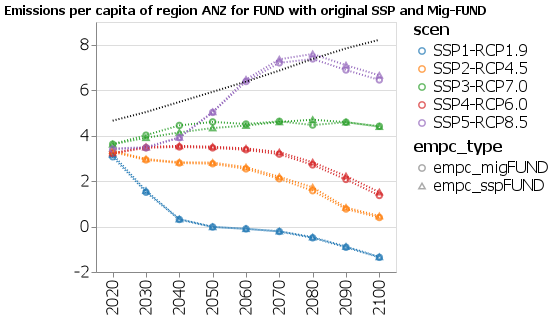 Emissions per capita of region ANZ for FUND with original SSP and Mig-FUND
scen
SSP1-RCP1.9
SSP2-RCP4.5
SSP3-RCP7.0
SSP4-RCP6.0
SSP5-RCP8.5
empc_type
empc_migFUND
empc_sspFUND
8
6
4
2
0
-2
2020
2030
2040
2050
2060
2070
2080
2090
2100